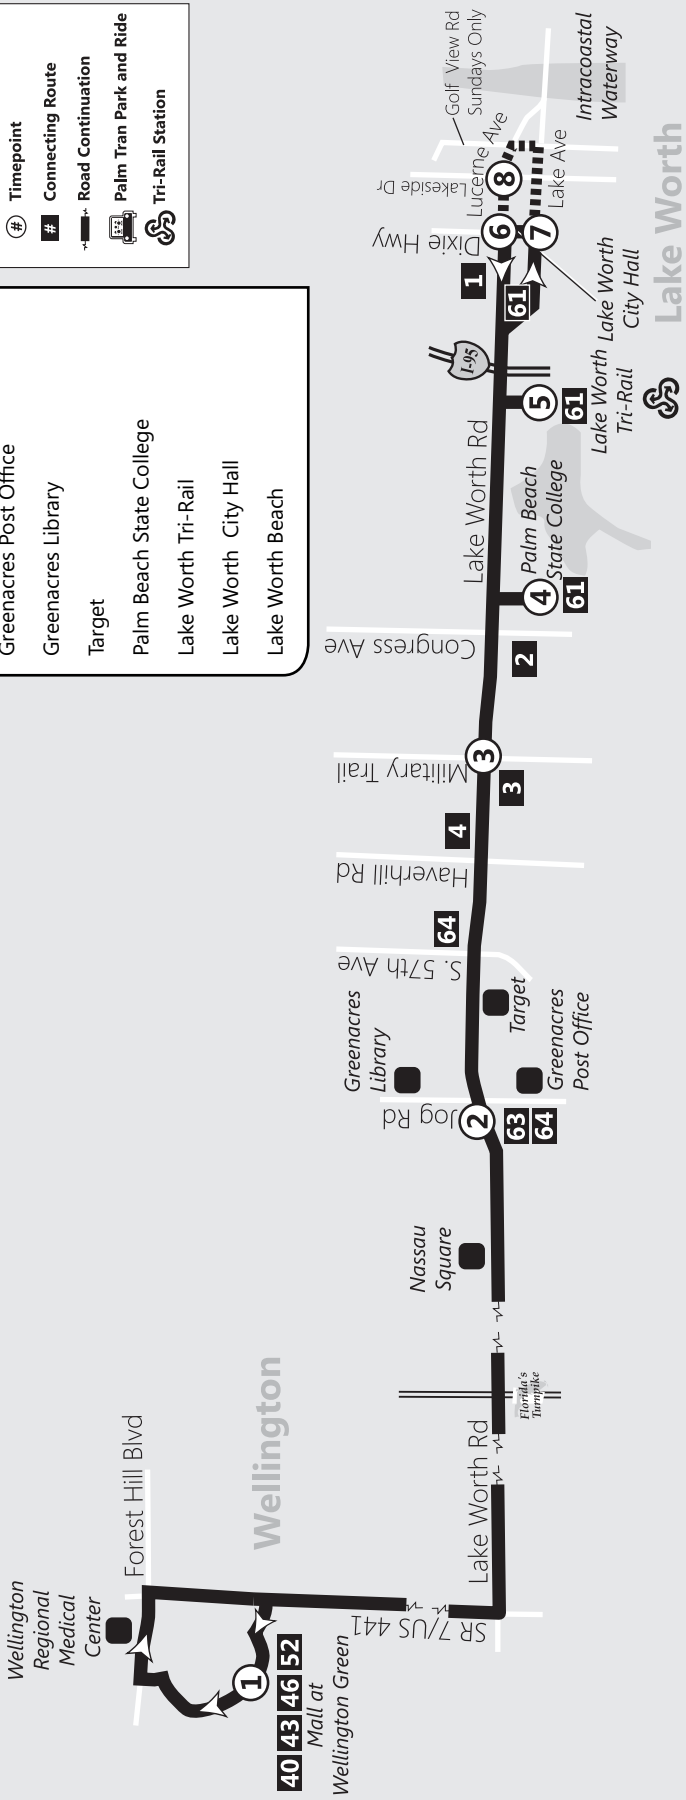 # Timepoint
# Connecting Route
Road Continuation
Palm Tran Park and Ride
Tri-Rail Station
Greenacres Post Office
Greenacres Library
Target
Palm Beach State College
Lake Worth Tri-Rail
Lake Worth City Hall
Lake Worth Beach
Wellington
Regional
Medical
Center
Forest Hill Blvd
Wellington
1
40 43 46 52
Mall at
Wellington Green
SR 7/US 441
Lake Worth Rd
Florida's
Turnpike
Nassau
Square
Jog Rd
2
63
64
Greenacres
Library
Greenacres
Post Office
Target
S. 57th Ave
64
Haverhill Rd
4
Military Trail
3
3
Congress Ave
2
Lake Worth Rd
4
61
Palm Beach
State College
5
61
Lake Worth
Tri-Rail
I-95
1
61
Dixie Hwy
6
7
Lake Worth
City Hall
Lakeside Dr
Lucerne Ave
8
Lake Ave
Golf View Rd
Sundays Only
Intracoastal
Waterway
Lake Worth